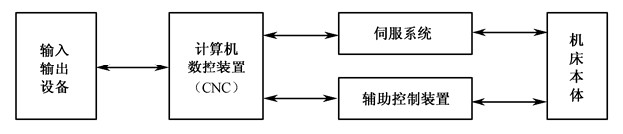 输入
输出
设备
计算机
数控装置
（CNC）
伺服系统
辅助控制装置
机
床
本
体